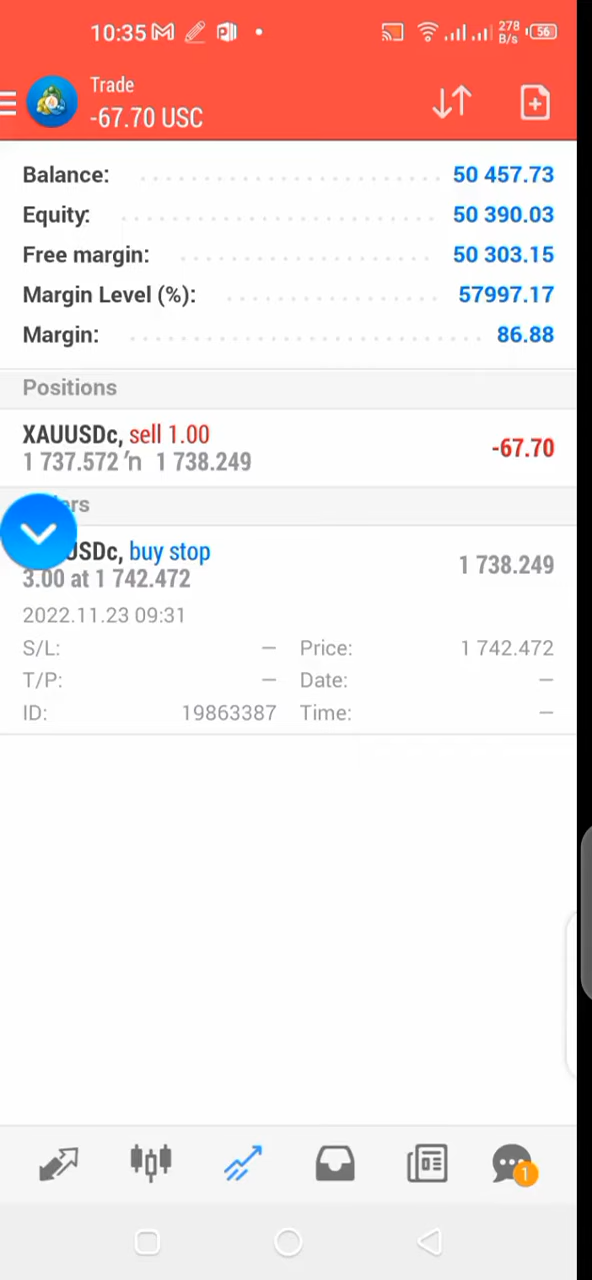 10:35
278
B/s
56
Trade
-67.70 USC
Balance: 50 457.73
Equity: 50 390.03
Free margin: 50 303.15
Margin Level (%): 57997.17
Margin: 86.88
Positions
XAUUSDc, sell 1.00
-67.70
1 737.572 1 738.249
USDc, buy stop
1 738.249
3.00 at 1 742.472
2022.11.23 09:31
S/L: – Price: 1 742.472
T/P: – Date: –
ID: 19863387 Time: –
1